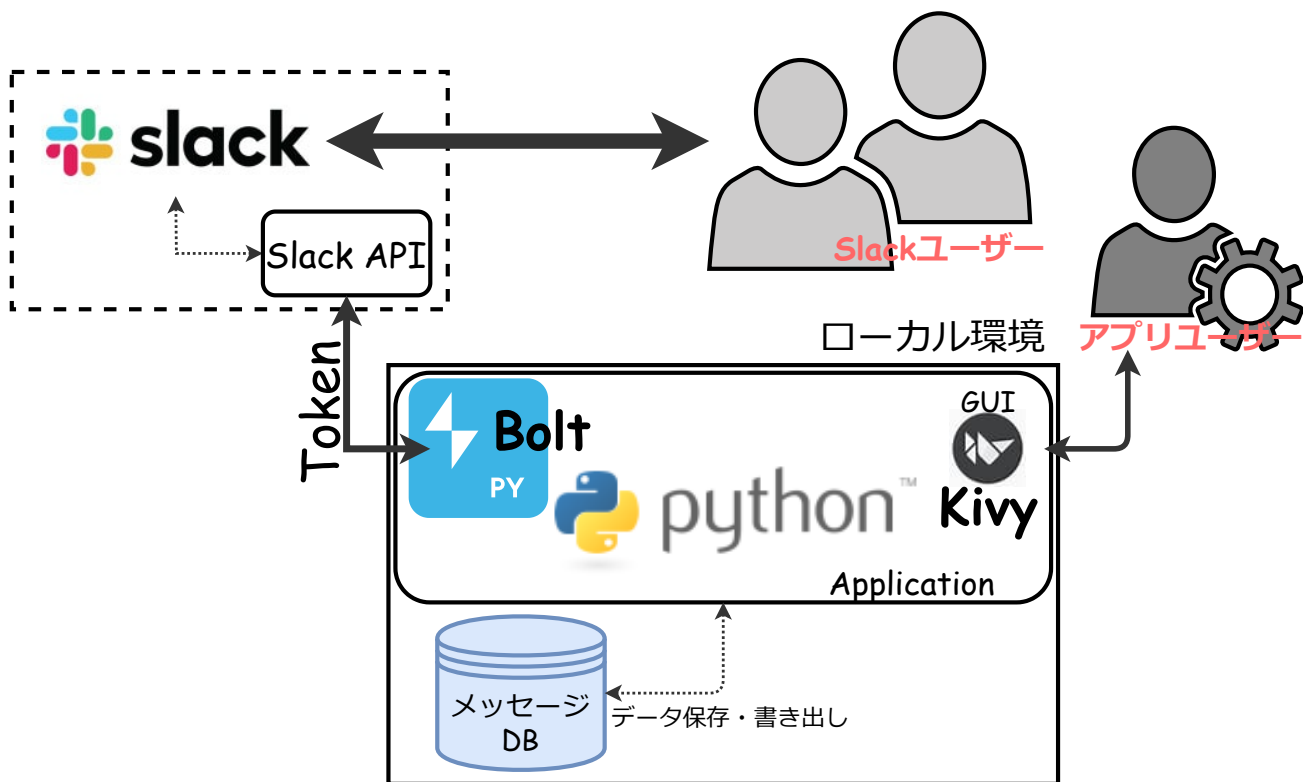 slack
Slack API
Slackユーザー
アプリユーザー
ローカル環境
Token
Bolt
PY
python™
GUI
Kivy
Application
メッセージ
DB
データ保存・書き出し